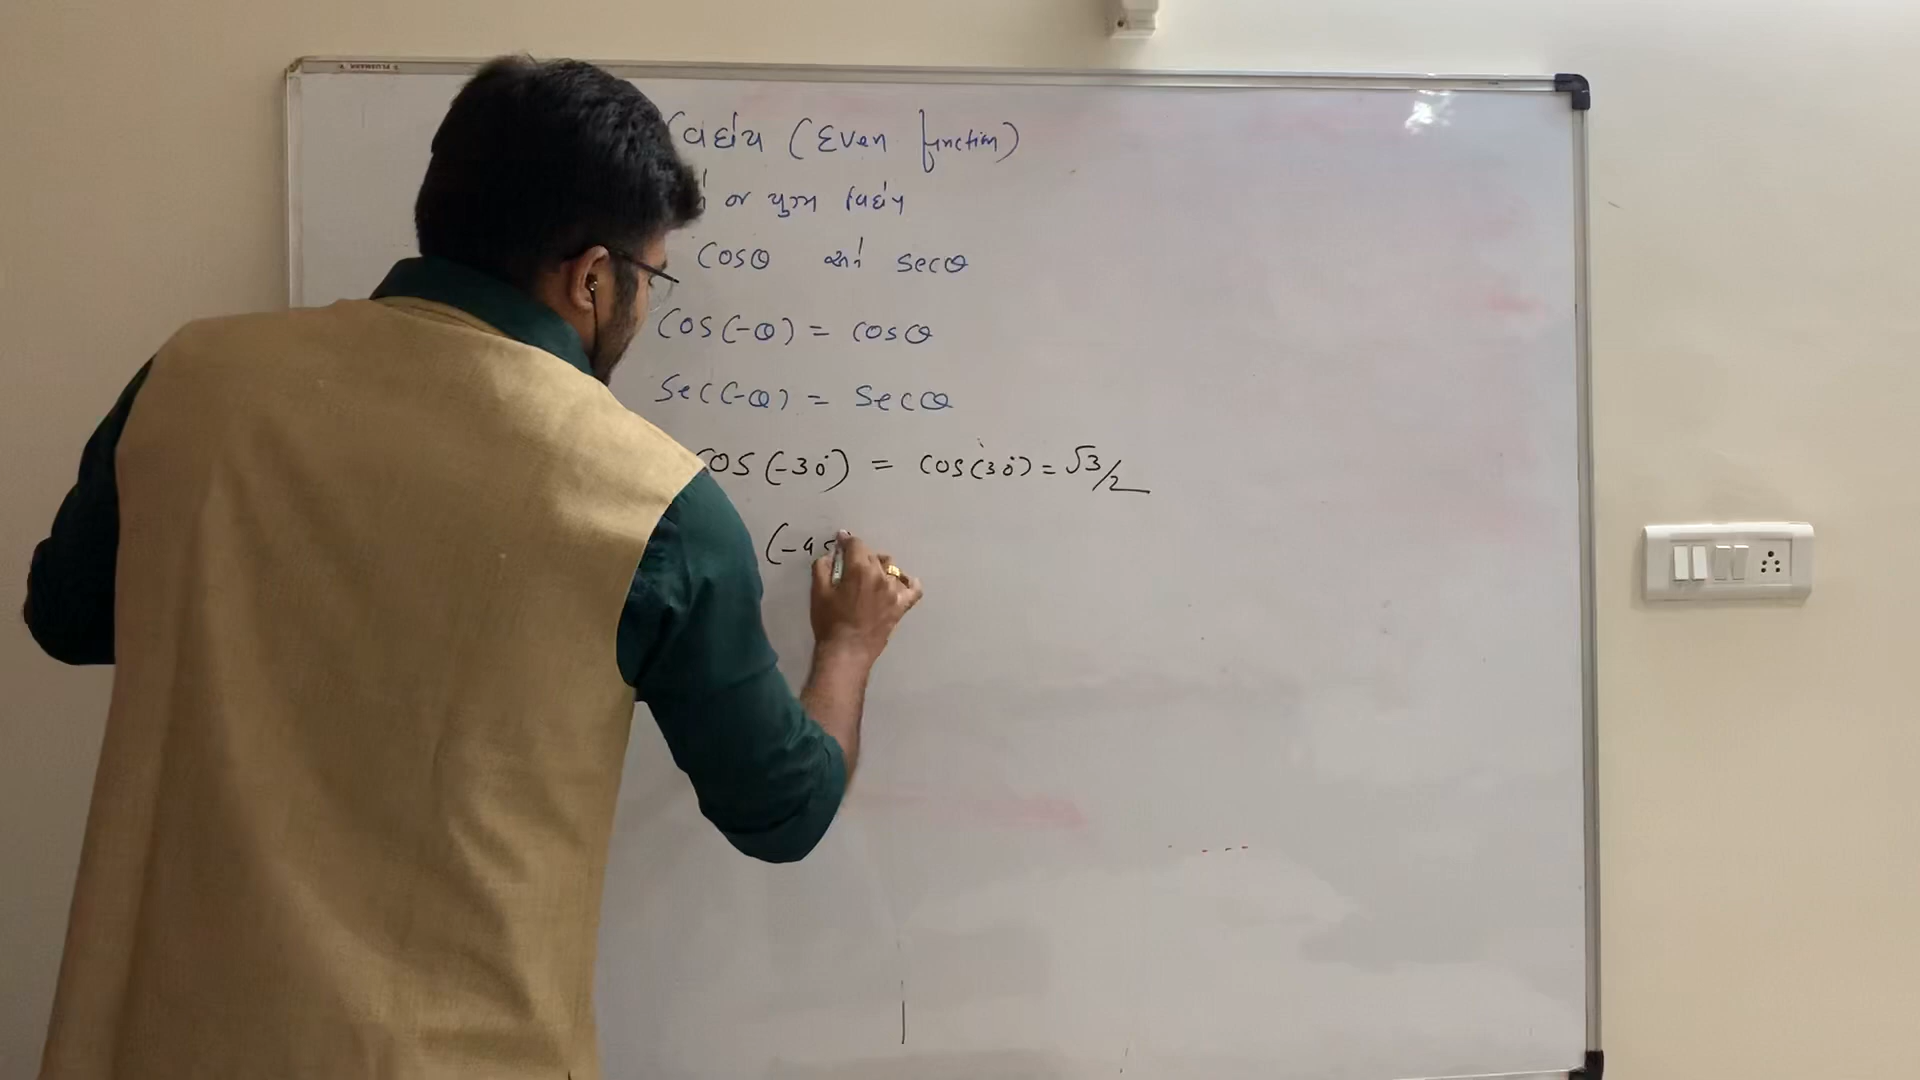 વિધેય (Even function)
જ યુગ્મ વિધેય
cosθ અને secθ
cos(-θ) = cosθ
sec(-θ) = secθ
cos(-30°) = cos(30°) = √3/2
(-45